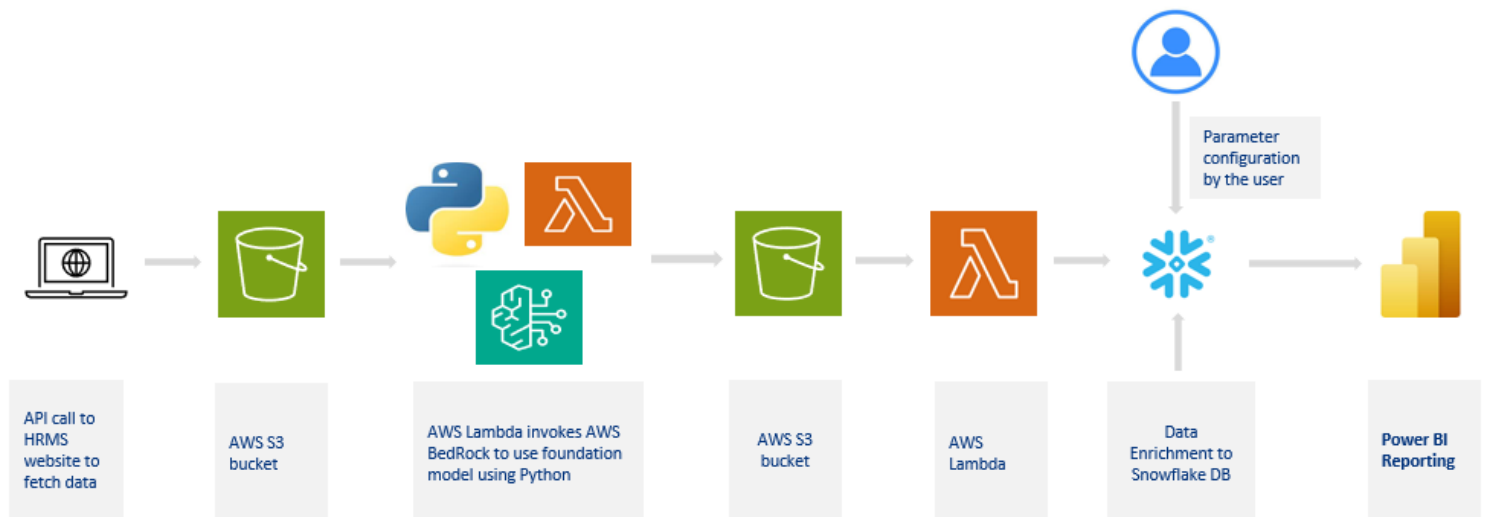 Parameter
configuration
by the user
®
API call to
HRMS
website to
fetch data
AWS S3
bucket
AWS Lambda invokes AWS
BedRock to use foundation
model using Python
AWS S3
bucket
AWS
Lambda
Data
Enrichment to
Snowflake DB
Power BI
Reporting